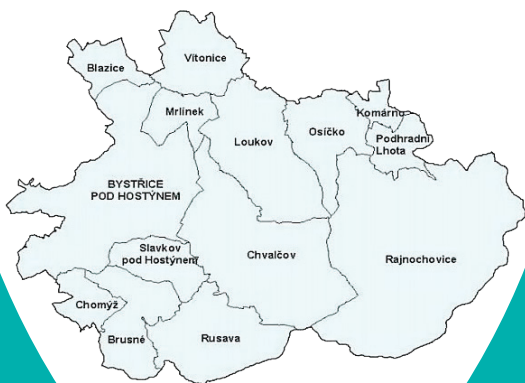 Vítonice
Blazice
Mrlínek
Komárno
Osíčko
Loukov
Podhradní
Lhota
BYSTŘICE
POD HOSTÝNEM
Slavkov
pod Hostýnem
Chvalčov
Rajnochovice
Chomýž
Brusné
Rusava